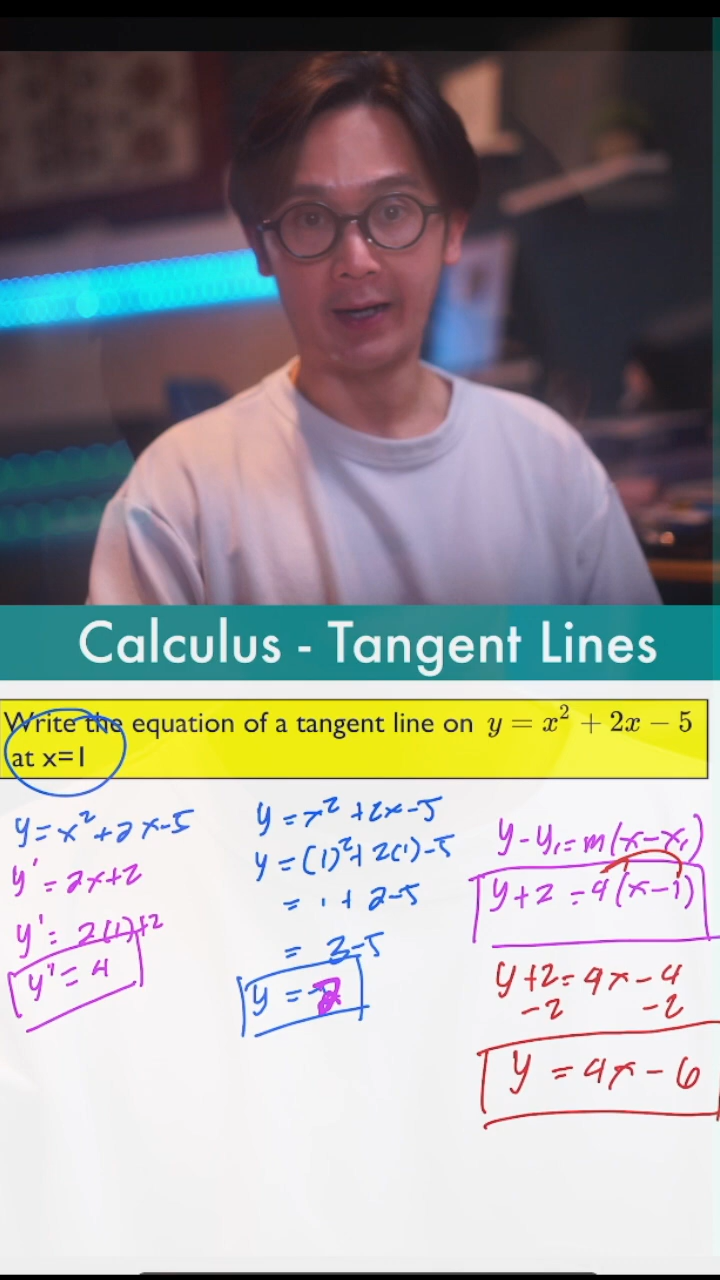 Calculus - Tangent Lines
Write the equation of a tangent line on y = x² + 2x − 5
at x=1
y=x²+2x-5
y'=2x+2
y'=2(1)+2
y'=4
y=x²+2x-5
y=(1)²+2(1)-5
= 1+2-5
= 3-5
y=-2
y-y₁=m(x-x₁)
y+2=4(x-1)
y+2=4x-4
-2 -2
y=4x-6